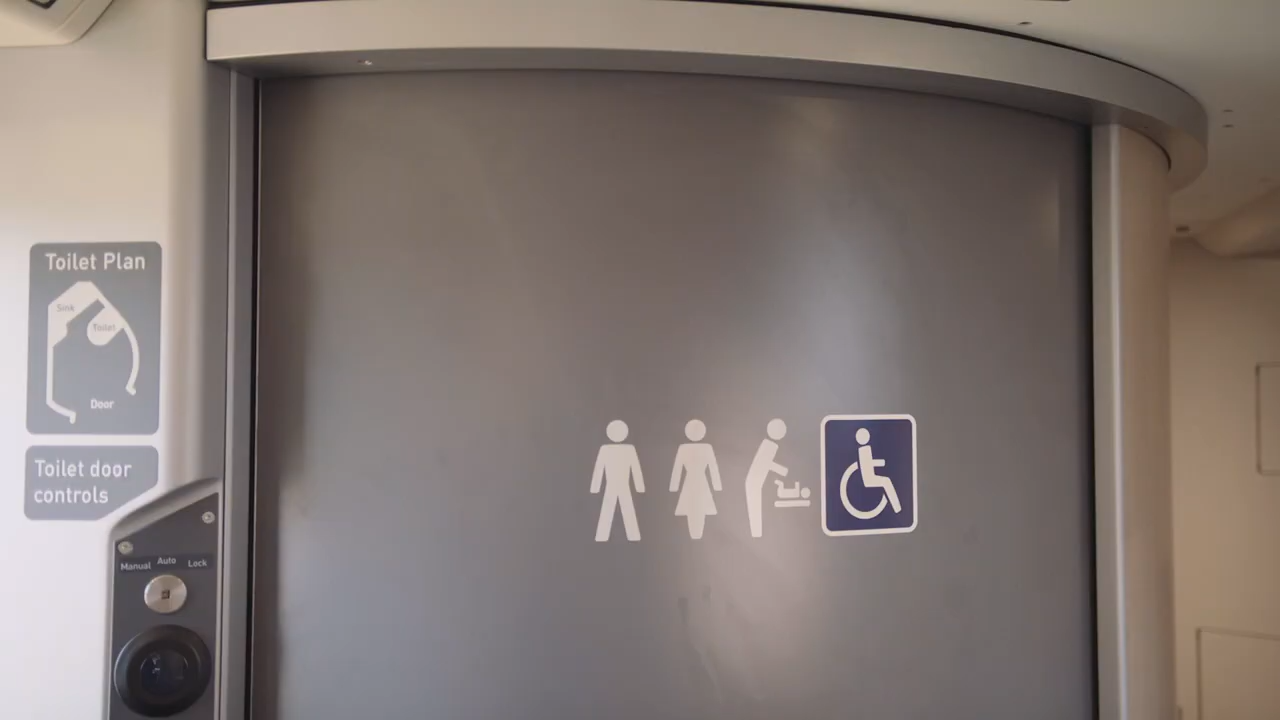 Toilet Plan
Sink
Toilet
Door
Toilet door
controls
Manual Auto Lock